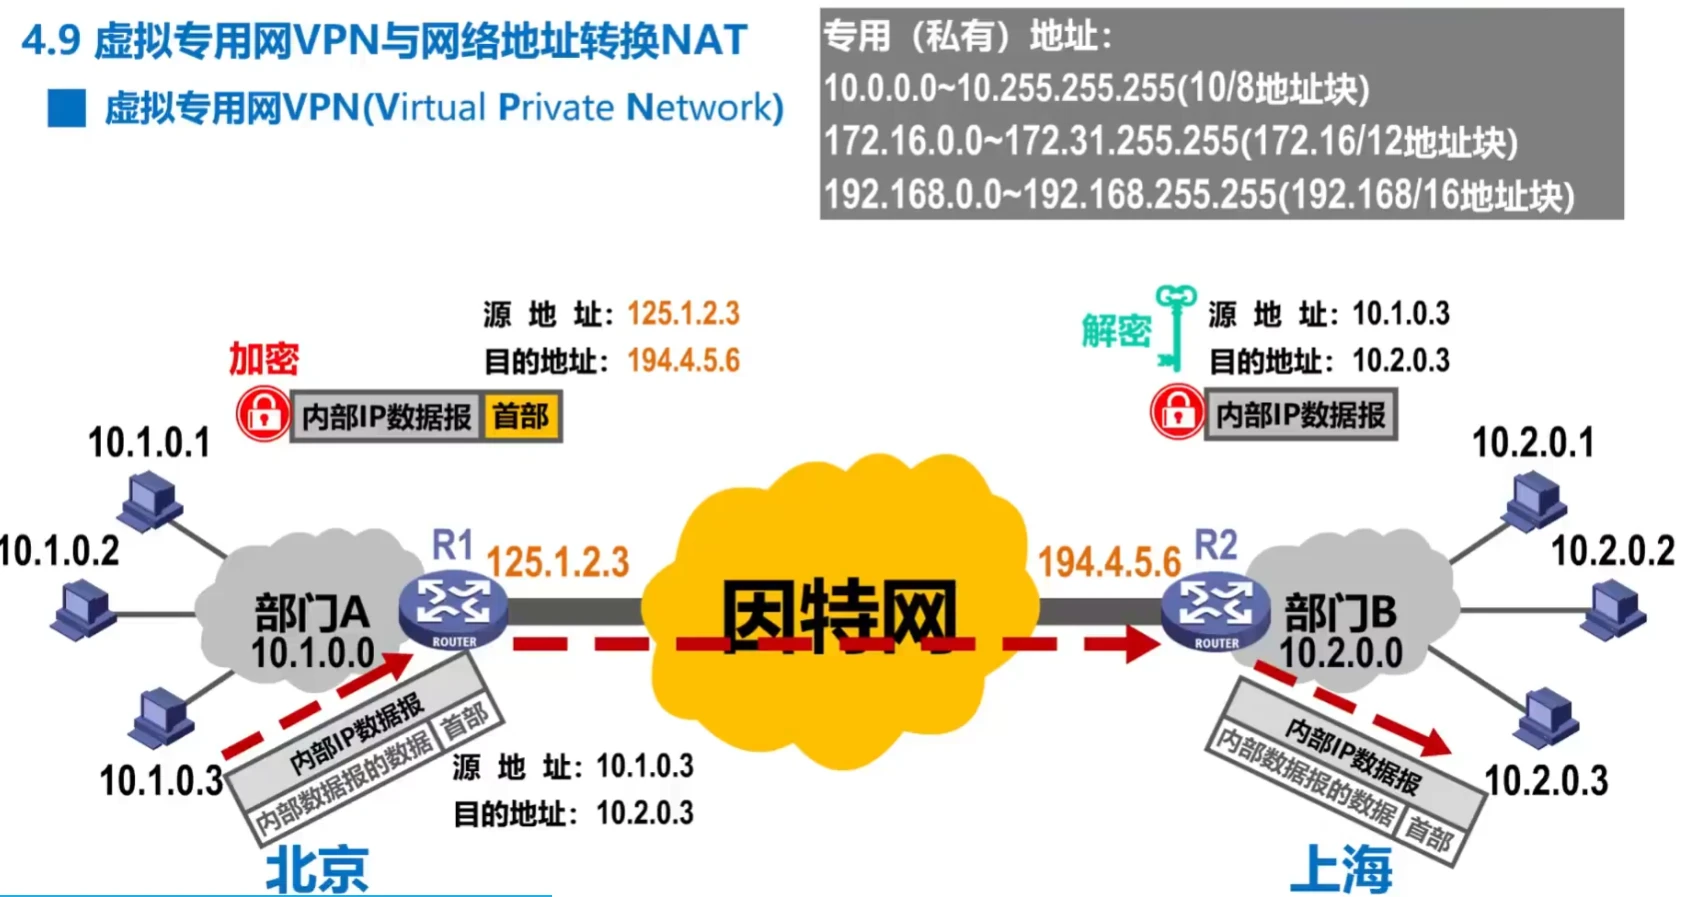 4.9 虚拟专用网VPN与网络地址转换NAT
虚拟专用网VPN(Virtual Private Network)
专用（私有）地址：
10.0.0.0~10.255.255.255(10/8地址块)
172.16.0.0~172.31.255.255(172.16/12地址块)
192.168.0.0~192.168.255.255(192.168/16地址块)
源 地 址：125.1.2.3
目的地址：194.4.5.6
加密
内部IP数据报 首部
解密
源 地 址：10.1.0.3
目的地址：10.2.0.3
内部IP数据报
10.1.0.1
10.1.0.2
10.1.0.3
部门A
10.1.0.0
R1
ROUTER
125.1.2.3
因特网
194.4.5.6
R2
ROUTER
部门B
10.2.0.0
10.2.0.1
10.2.0.2
10.2.0.3
内部IP数据报
内部数据报的数据 首部
源 地 址：10.1.0.3
目的地址：10.2.0.3
内部IP数据报
内部数据报的数据 首部
北京
上海